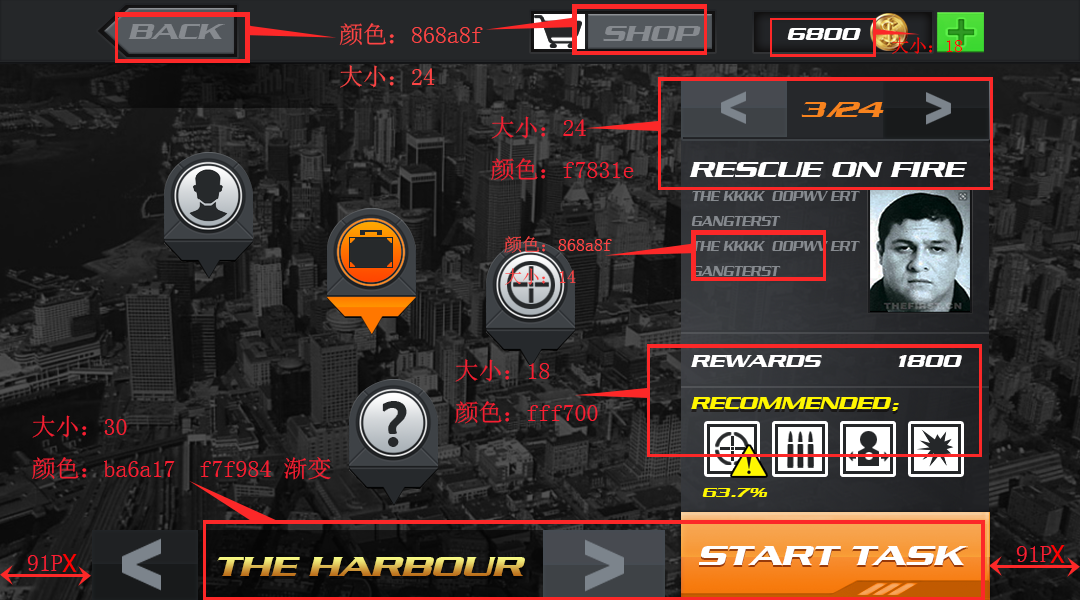 BACK
颜色: 868a8f
大小: 24
SHOP
6800
大小: 18
大小: 24
颜色: f7831e
3/24
RESCUE ON FIRE
THE KKKK OOPWV ERT
GANGTERST
THE KKKK OOPWV ERT
GANGTERST
颜色: 868a8f
大小: 14
THEFIRST.CN
大小: 18
颜色: fff700
REWARDS 1800
RECOMMENDED;
63.7%
大小: 30
颜色: ba6a17 f7f984 渐变
91PX
THE HARBOUR
START TASK
91PX